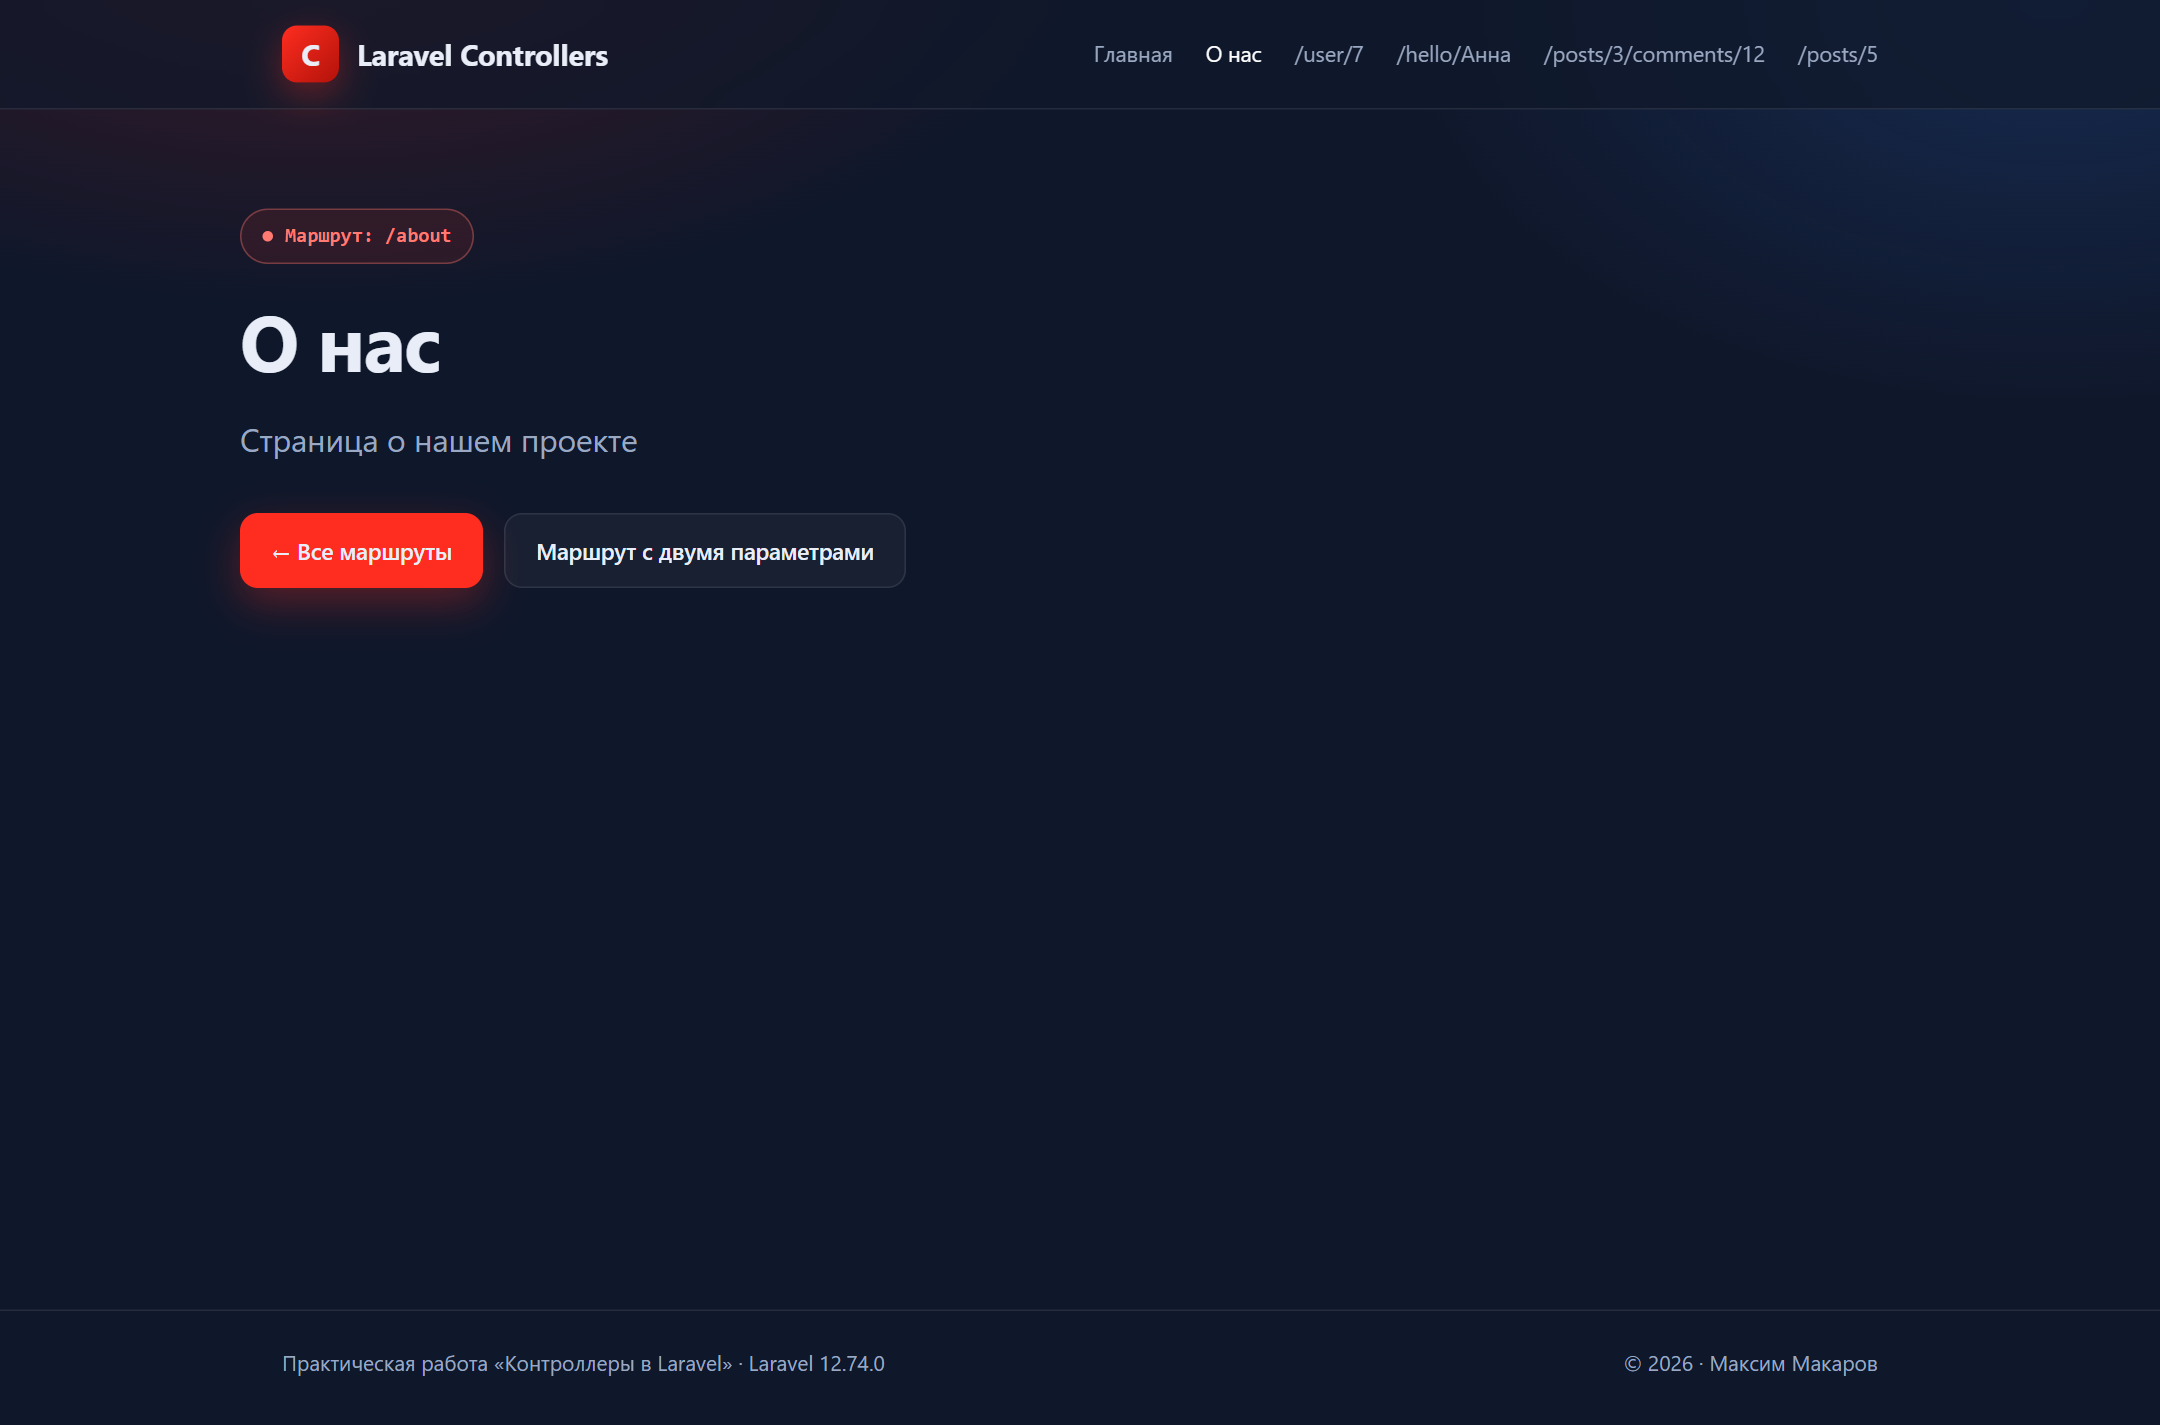 C Laravel Controllers
Главная О нас /user/7 /hello/Анна /posts/3/comments/12 /posts/5
Маршрут: /about
О нас
Страница о нашем проекте
← Все маршруты
Маршрут с двумя параметрами
Практическая работа «Контроллеры в Laravel» · Laravel 12.74.0
© 2026 · Максим Макаров